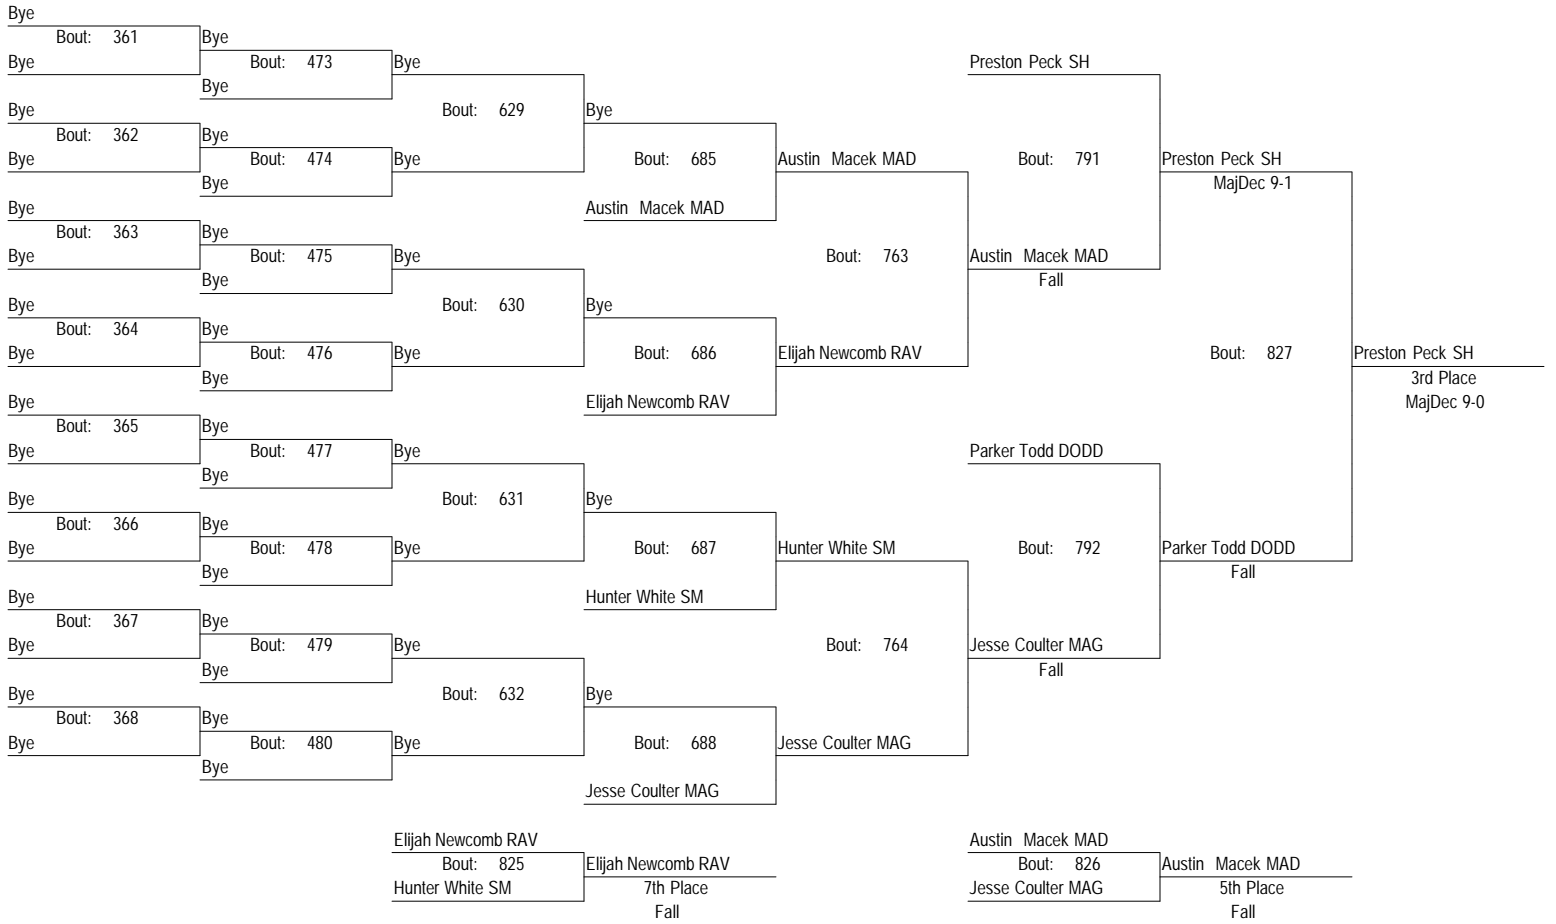 Bye
Bout: 361
Bye
Bye
Bout: 473
Bye
Bye
Bout: 362
Bye
Bye
Bout: 474
Bye
Bye
Bout: 629
Bye
Bye
Bout: 363
Bye
Bye
Bout: 475
Bye
Bye
Bout: 364
Bye
Bye
Bout: 476
Bye
Bye
Bout: 630
Bye
Bye
Bout: 365
Bye
Bye
Bout: 477
Bye
Bye
Bout: 366
Bye
Bye
Bout: 478
Bye
Bye
Bout: 631
Bye
Bye
Bout: 367
Bye
Bye
Bout: 479
Bye
Bye
Bout: 368
Bye
Bye
Bout: 480
Bye
Bye
Bout: 632
Bye
Bye
Bout: 685
Austin Macek MAD
Bye
Bout: 686
Elijah Newcomb RAV
Bye
Bout: 687
Hunter White SM
Bye
Bout: 688
Jesse Coulter MAG
Austin Macek MAD
Bout: 763
Elijah Newcomb RAV
Hunter White SM
Bout: 764
Jesse Coulter MAG
Preston Peck SH
Bout: 791
Austin Macek MAD
Fall
Parker Todd DODD
Bout: 792
Jesse Coulter MAG
Fall
Preston Peck SH
MajDec 9-1
Bout: 827
Parker Todd DODD
Fall
Preston Peck SH
3rd Place
MajDec 9-0
Elijah Newcomb RAV
Bout: 825
Hunter White SM
Elijah Newcomb RAV
7th Place
Fall
Austin Macek MAD
Bout: 826
Jesse Coulter MAG
Austin Macek MAD
5th Place
Fall